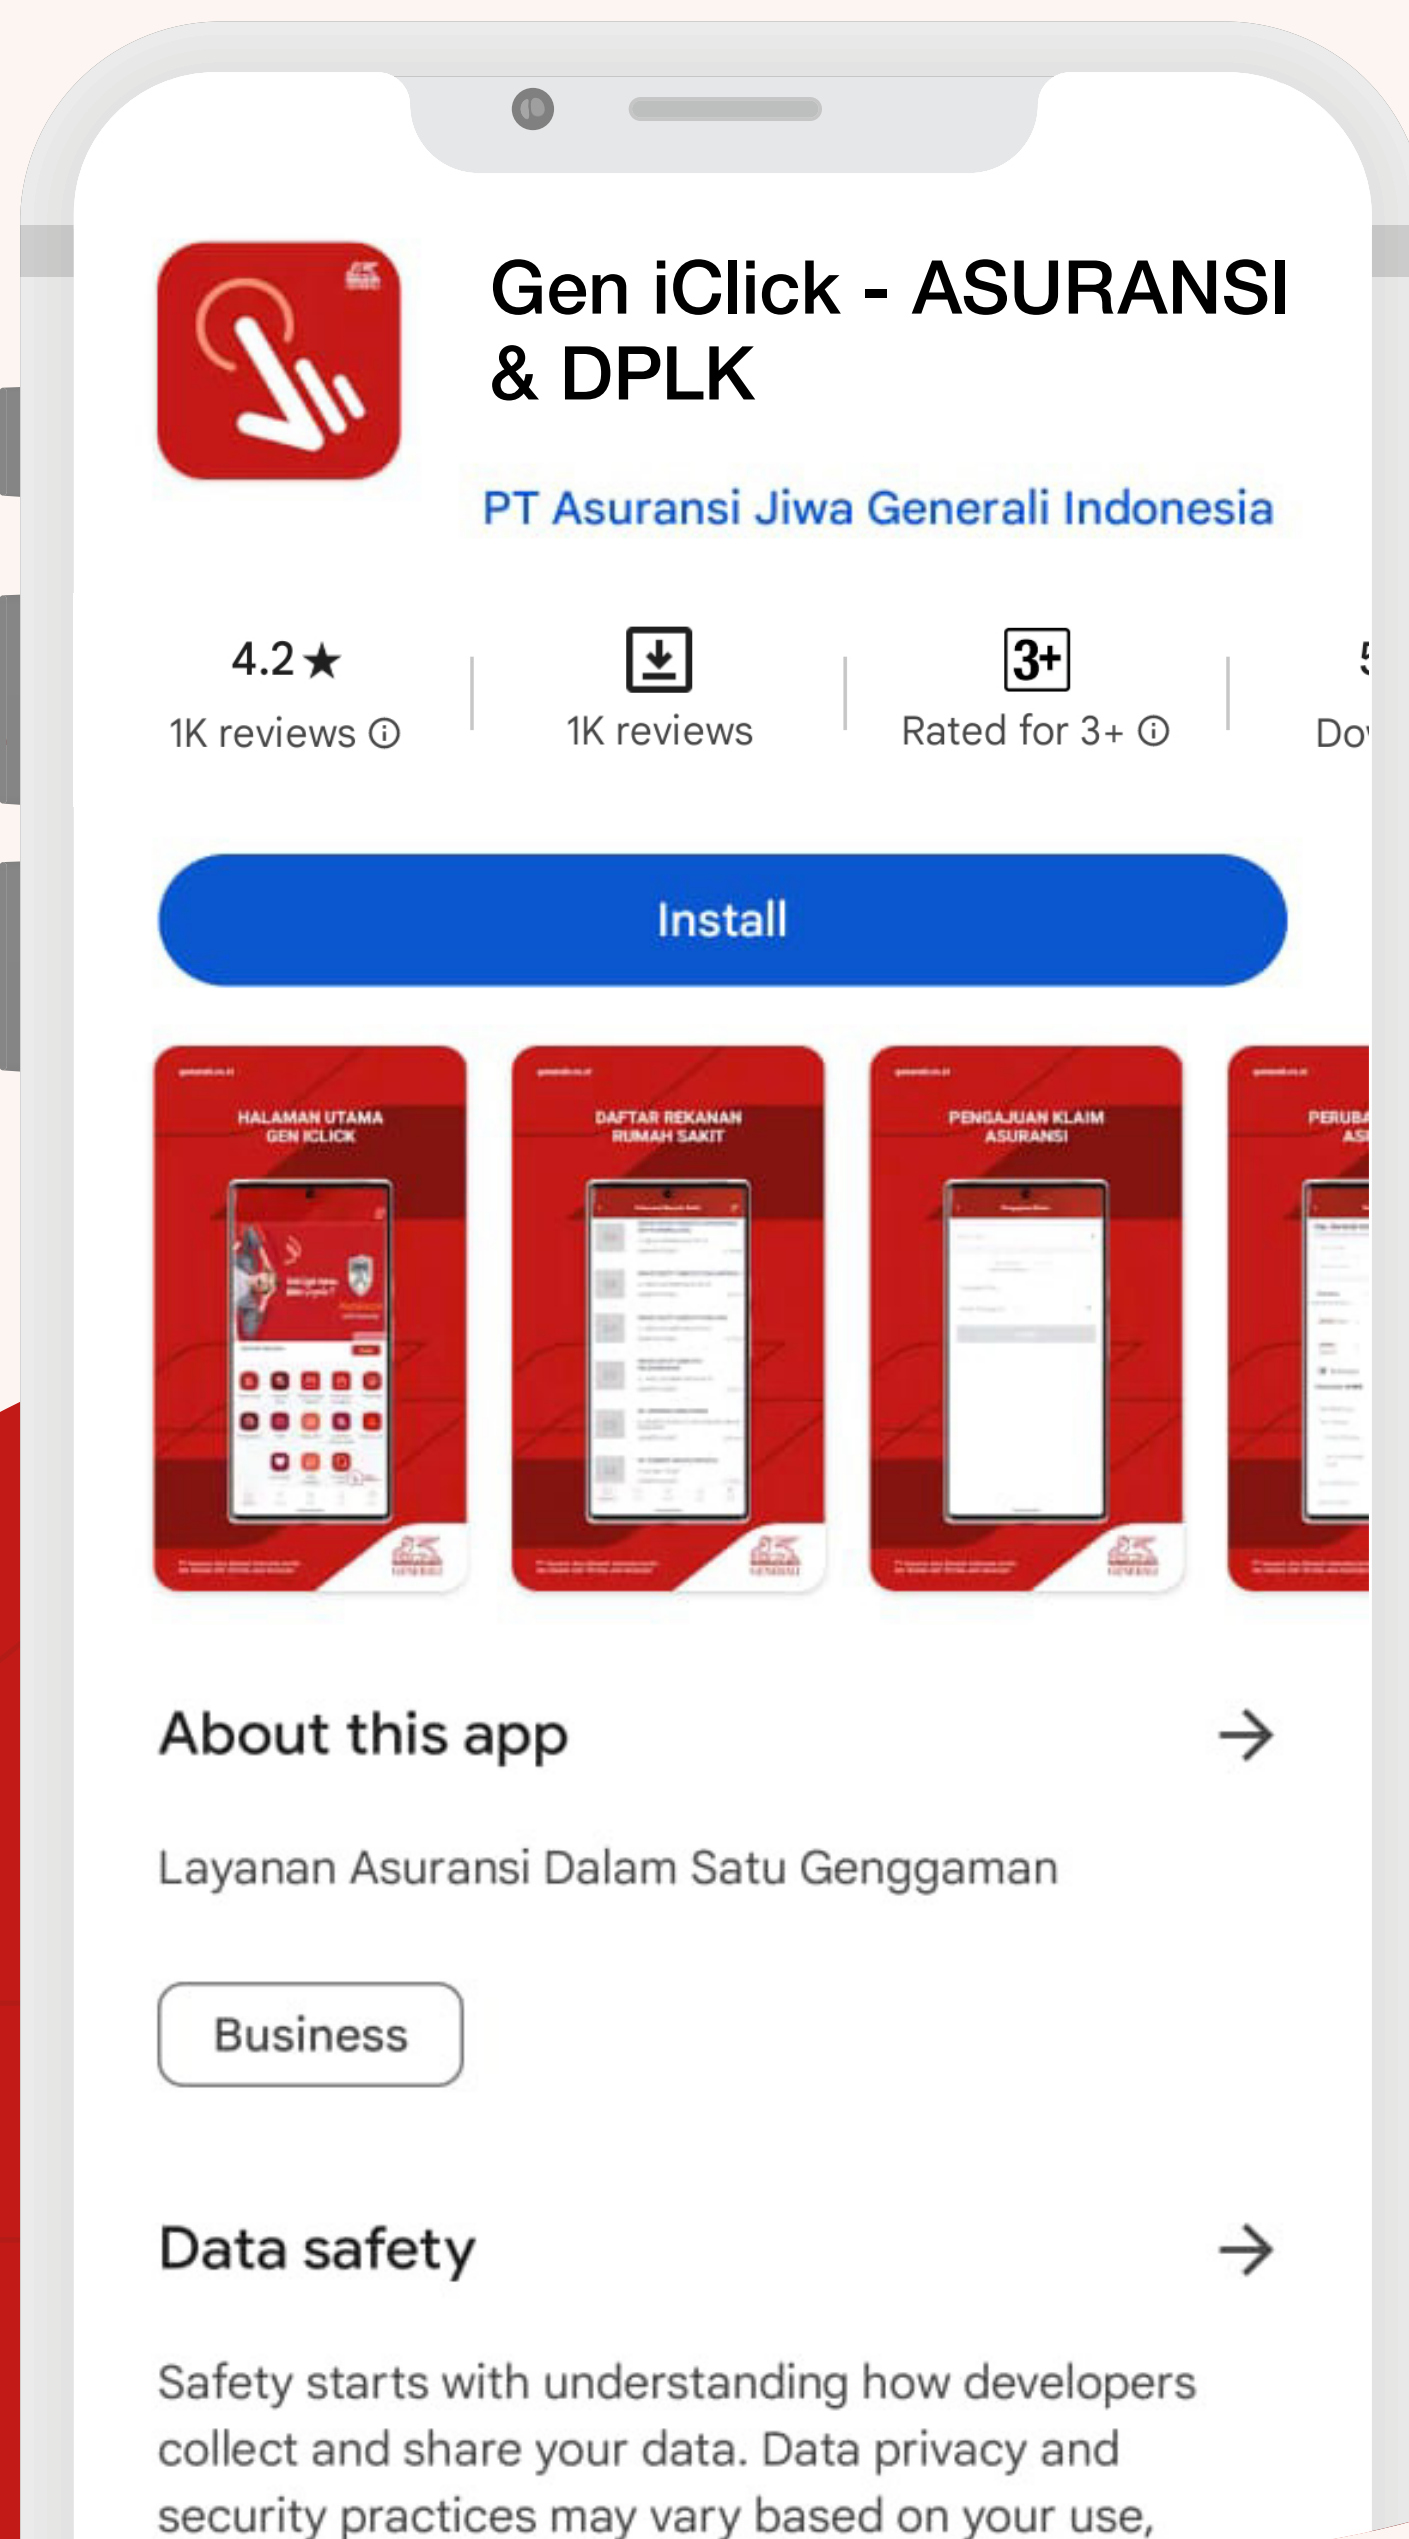 Gen iClick - ASURANSI
& DPLK
PT Asuransi Jiwa Generali Indonesia
4.2★
1K reviews
1K reviews
3+
Rated for 3+
Install
HALAMAN UTAMA
GEN ICLICK
GENERALI
DAFTAR REKANAN
RUMAH SAKIT
GENERALI
PENGAJUAN KLAIM
ASURANSI
GENERALI
About this app
Layanan Asuransi Dalam Satu Genggaman
Business
Data safety
Safety starts with understanding how developers
collect and share your data. Data privacy and
security practices may vary based on your use,